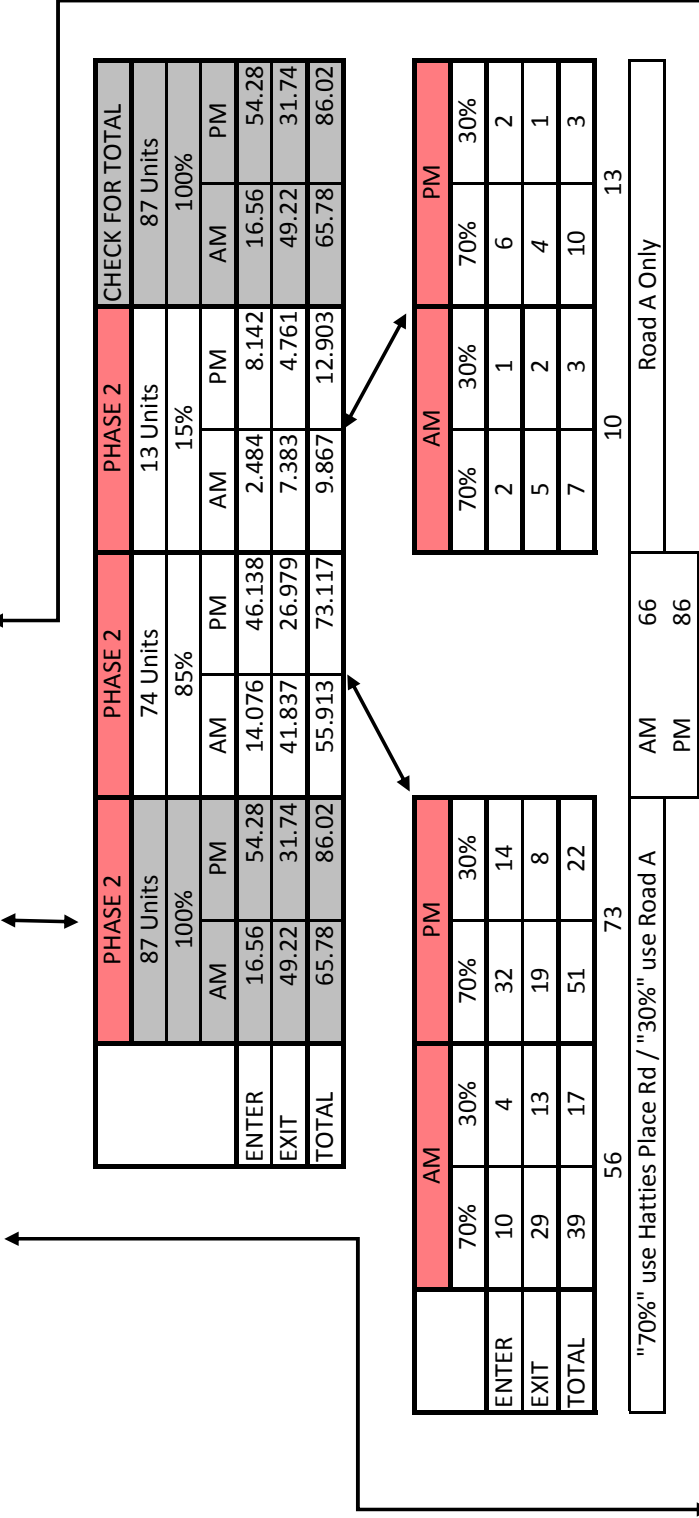 PHASE 2 PHASE 2 PHASE 2 CHECK FOR TOTAL
87 Units 74 Units 13 Units 87 Units
100% 85% 15% 100%
AM PM AM PM AM PM AM PM
ENTER 16.56 54.28 14.076 46.138 2.484 8.142 16.56 54.28
EXIT 49.22 31.74 41.837 26.979 7.383 4.761 49.22 31.74
TOTAL 65.78 86.02 55.913 73.117 9.867 12.903 65.78 86.02
AM PM AM PM
70% 30% 70% 30% 70% 30% 70% 30%
ENTER 10 4 32 14 2 1 6 2
EXIT 29 13 19 8 5 2 4 1
TOTAL 39 17 51 22 7 3 10 3
56 73 10 13
"70%" use Hatties Place Rd / "30%" use Road A AM 66 Road A Only
PM 86